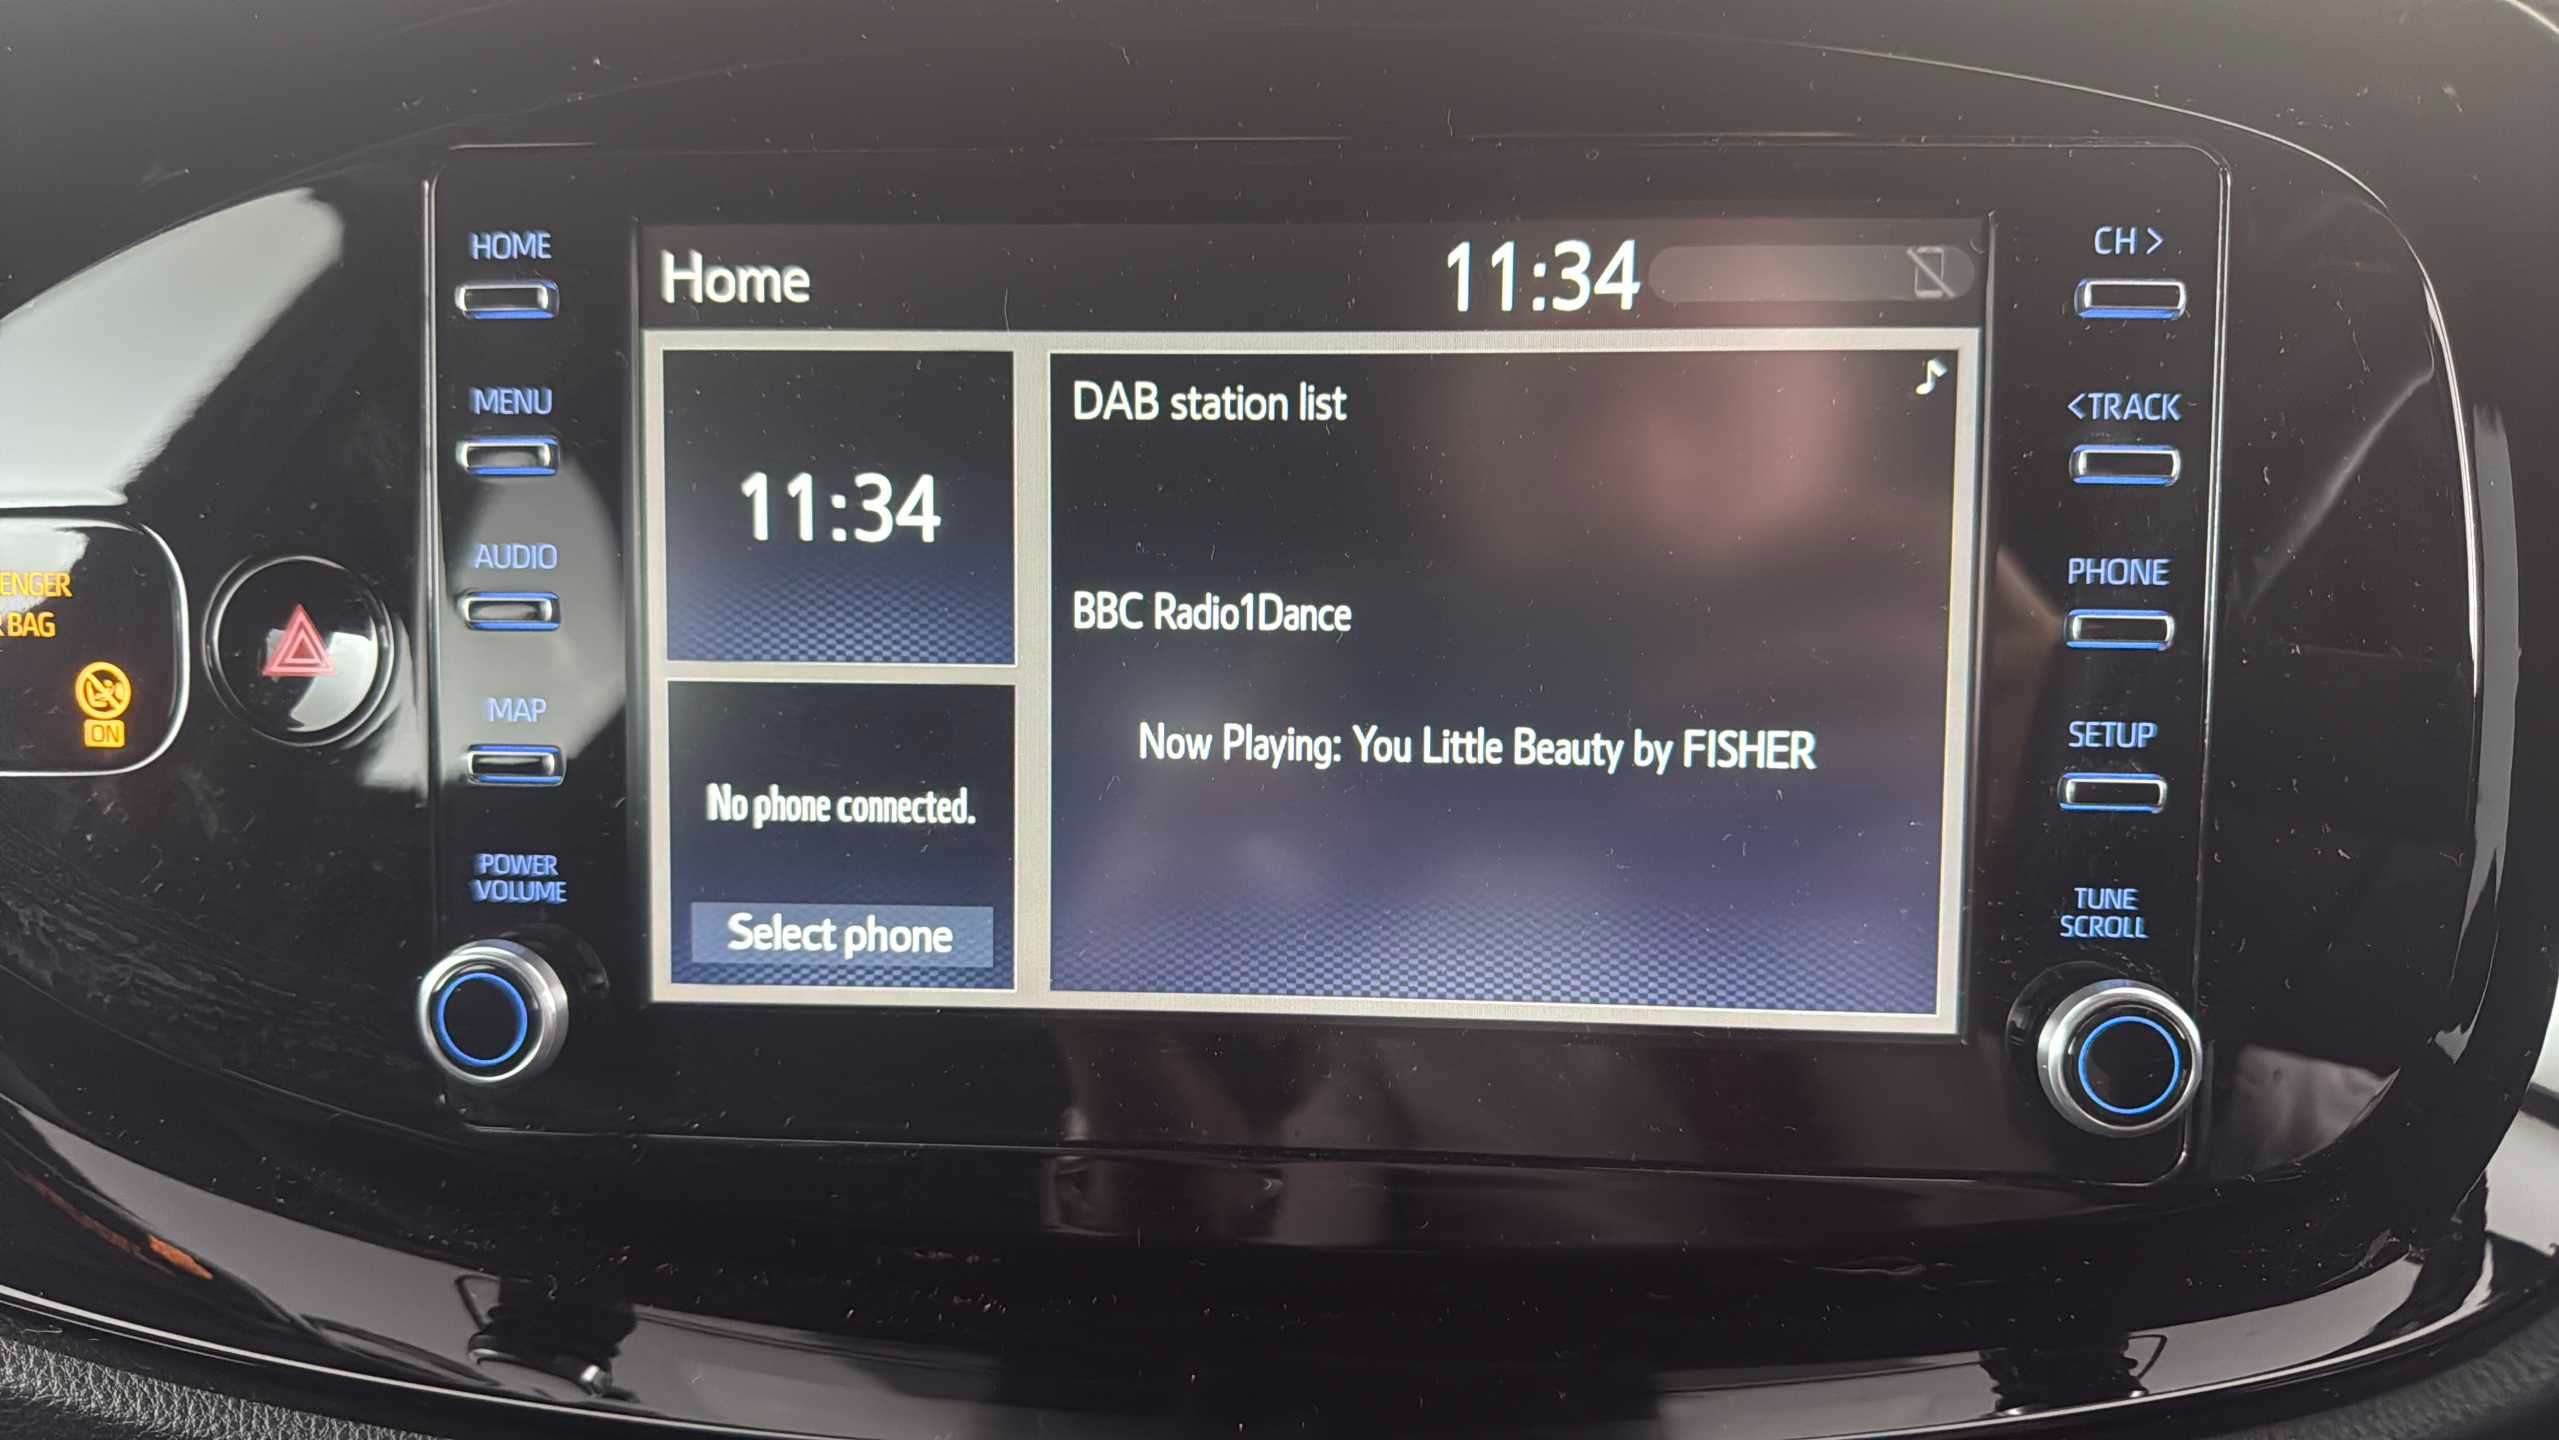 HOME
MENU
AUDIO
MAP
POWER
VOLUME
Home
11:34
11:34
No phone connected.
Select phone
DAB station list
BBC Radio1Dance
Now Playing: You Little Beauty by FISHER
CH >
<TRACK
PHONE
SETUP
TUNE
SCROLL
ENGER
BAG
ON